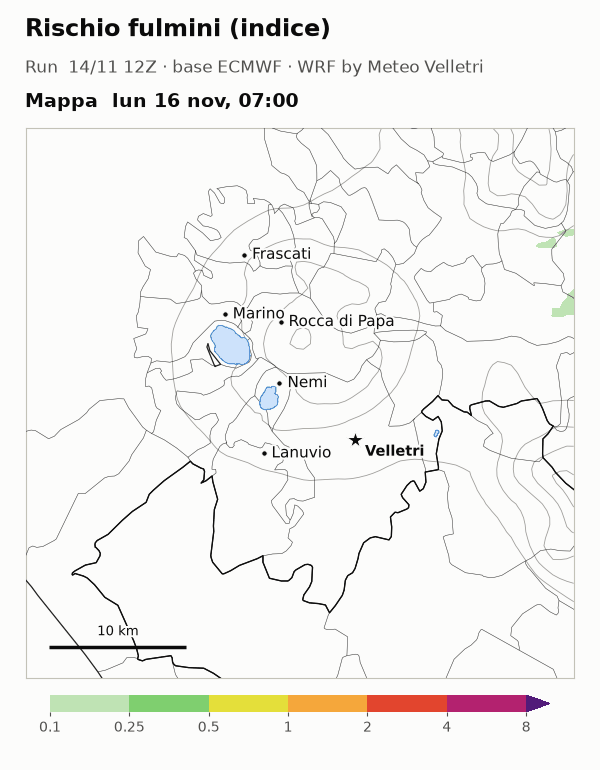 Rischio fulmini (indice)
Run  14/11 12Z · base ECMWF · WRF by Meteo Velletri
Mappa  lun 16 nov, 07:00
Frascati
Marino
Rocca di Papa
Nemi
Velletri
Lanuvio
10 km
0.1 0.25 0.5 1 2 4 8